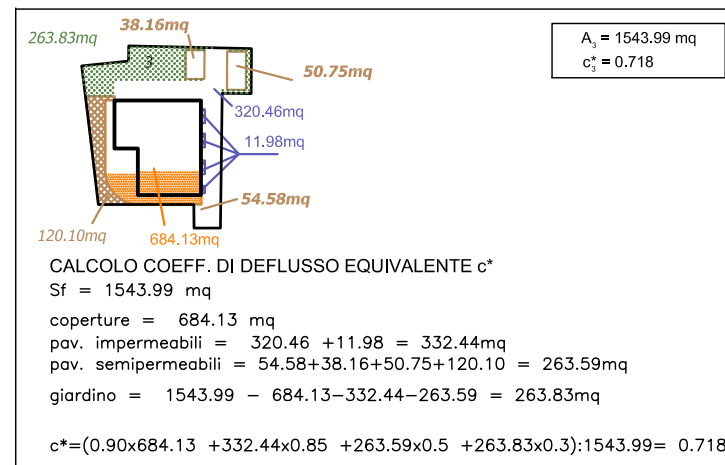 38.16mq
263.83mq
3
50.75mq
A3 = 1543.99 mq
c*3 = 0.718
320.46mq
11.98mq
54.58mq
120.10mq
684.13mq
CALCOLO COEFF. DI DEFLUSSO EQUIVALENTE c*
Sf = 1543.99 mq
coperture = 684.13 mq
pav. impermeabili = 320.46 +11.98 = 332.44mq
pav. semipermeabili = 54.58+38.16+50.75+120.10 = 263.59mq
giardino = 1543.99 - 684.13-332.44-263.59 = 263.83mq
c*=(0.90x684.13 +332.44x0.85 +263.59x0.5 +263.83x0.3):1543.99= 0.718